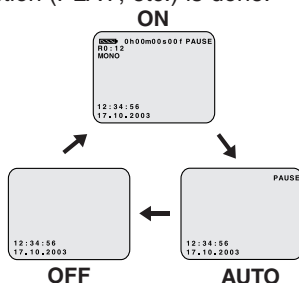 ction (PLAY, etc.) is done.
ON
0h00m00s00f PAUSE
R0:12
MONO
12:34:56
17.10.2003
PAUSE
12:34:56
17.10.2003
12:34:56
17.10.2003
OFF
AUTO